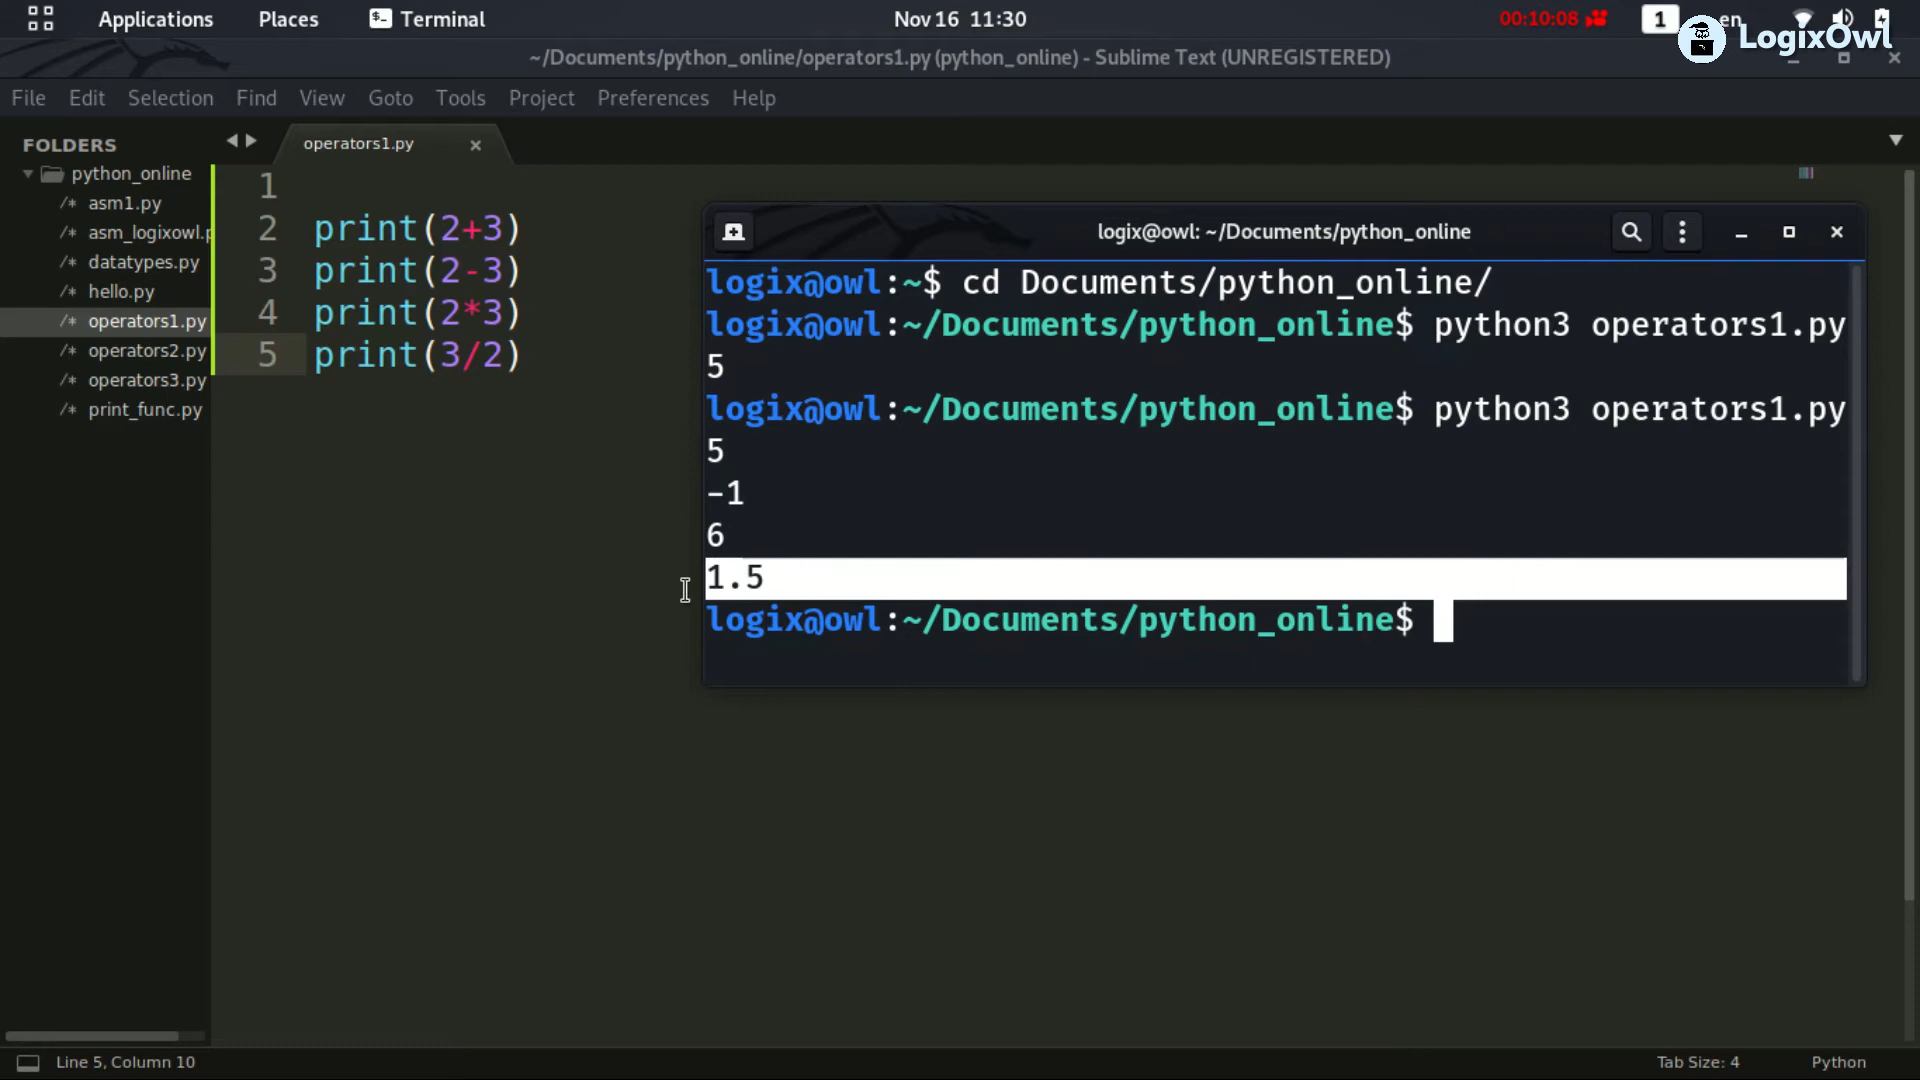 Applications Places Terminal Nov 16 11:30 00:10:08 1 en
LogixOwl
~/Documents/python_online/operators1.py (python_online) - Sublime Text (UNREGISTERED)
File Edit Selection Find View Goto Tools Project Preferences Help
FOLDERS
python_online
/* asm1.py
/* asm_logixowl.p
/* datatypes.py
/* hello.py
/* operators1.py
/* operators2.py
/* operators3.py
/* print_func.py
operators1.py
1
2 print(2+3)
3 print(2-3)
4 print(2*3)
5 print(3/2)
logix@owl: ~/Documents/python_online
logix@owl:~$ cd Documents/python_online/
logix@owl:~/Documents/python_online$ python3 operators1.py
5
logix@owl:~/Documents/python_online$ python3 operators1.py
5
-1
6
1.5
logix@owl:~/Documents/python_online$
Line 5, Column 10
Tab Size: 4 Python